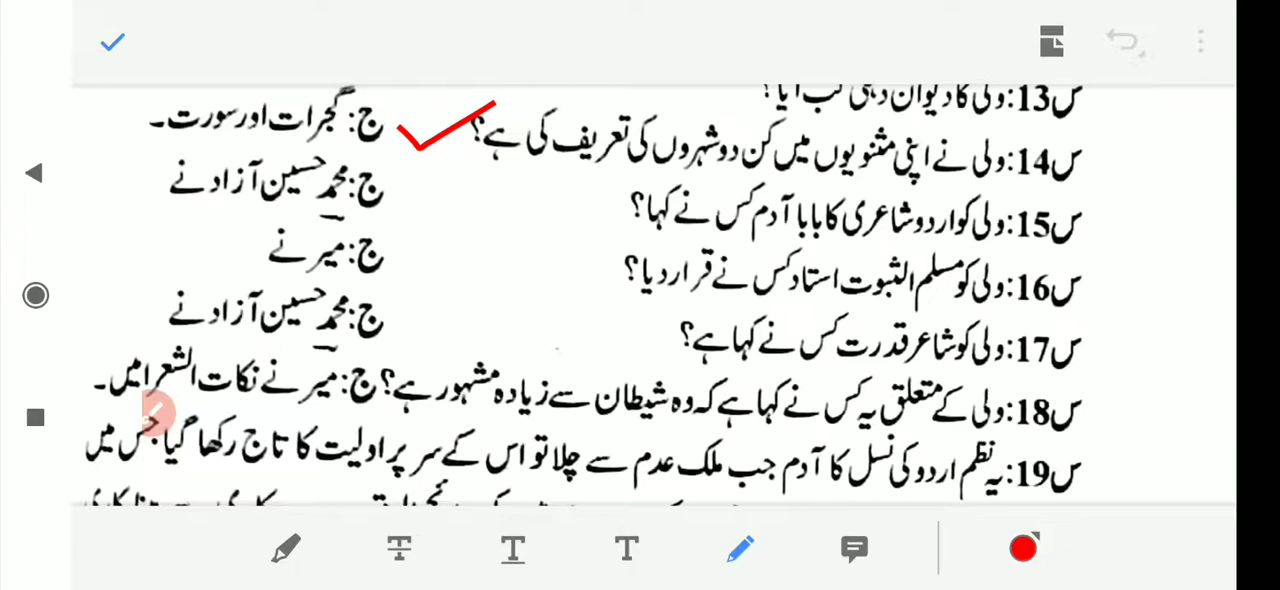 س13: ولی کا دیوان دہلی کب آیا؟
س14: ولی نے اپنی مثنویوں میں کن دو شہروں کی تعریف کی ہے؟ ج: گجرات اور سورت۔
س15: ولی کو اردو شاعری کا بابا آدم کس نے کہا؟ ج: محمد حسین آزاد نے
س16: ولی کو مسلم الثبوت استاد کس نے قرار دیا؟ ج: میر نے
س17: ولی کو شاعر قدرت کس نے کہا ہے؟ ج: محمد حسین آزاد نے
س18: ولی کے متعلق یہ کس نے کہا ہے کہ وہ شیطان سے زیادہ مشہور ہے؟ ج: میر نے نکات الشعرا میں۔
س19: یہ نظم اردو کی نسل کا آدم جب ملک عدم سے چلا تو اس کے سر پر اولیت کا تاج رکھا گیا جس میں